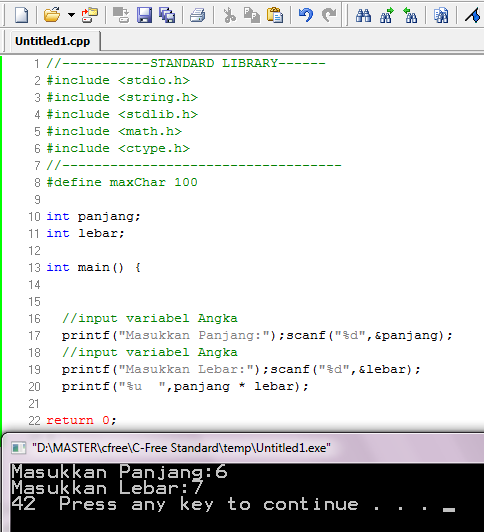 Untitled1.cpp
1 //-----------STANDARD LIBRARY------
2 #include <stdio.h>
3 #include <string.h>
4 #include <stdlib.h>
5 #include <math.h>
6 #include <ctype.h>
7 //-----------------------------------
8 #define maxChar 100
9
10 int panjang;
11 int lebar;
12
13 int main() {
14
15
16   //input variabel Angka
17   printf("Masukkan Panjang:");scanf("%d",&panjang);
18   //input variabel Angka
19   printf("Masukkan Lebar:");scanf("%d",&lebar);
20   printf("%u  ",panjang * lebar);
21
22 return 0;
"D:\MASTER\cfree\C-Free Standard\temp\Untitled1.exe"
Masukkan Panjang:6
Masukkan Lebar:7
42  Press any key to continue . . . _